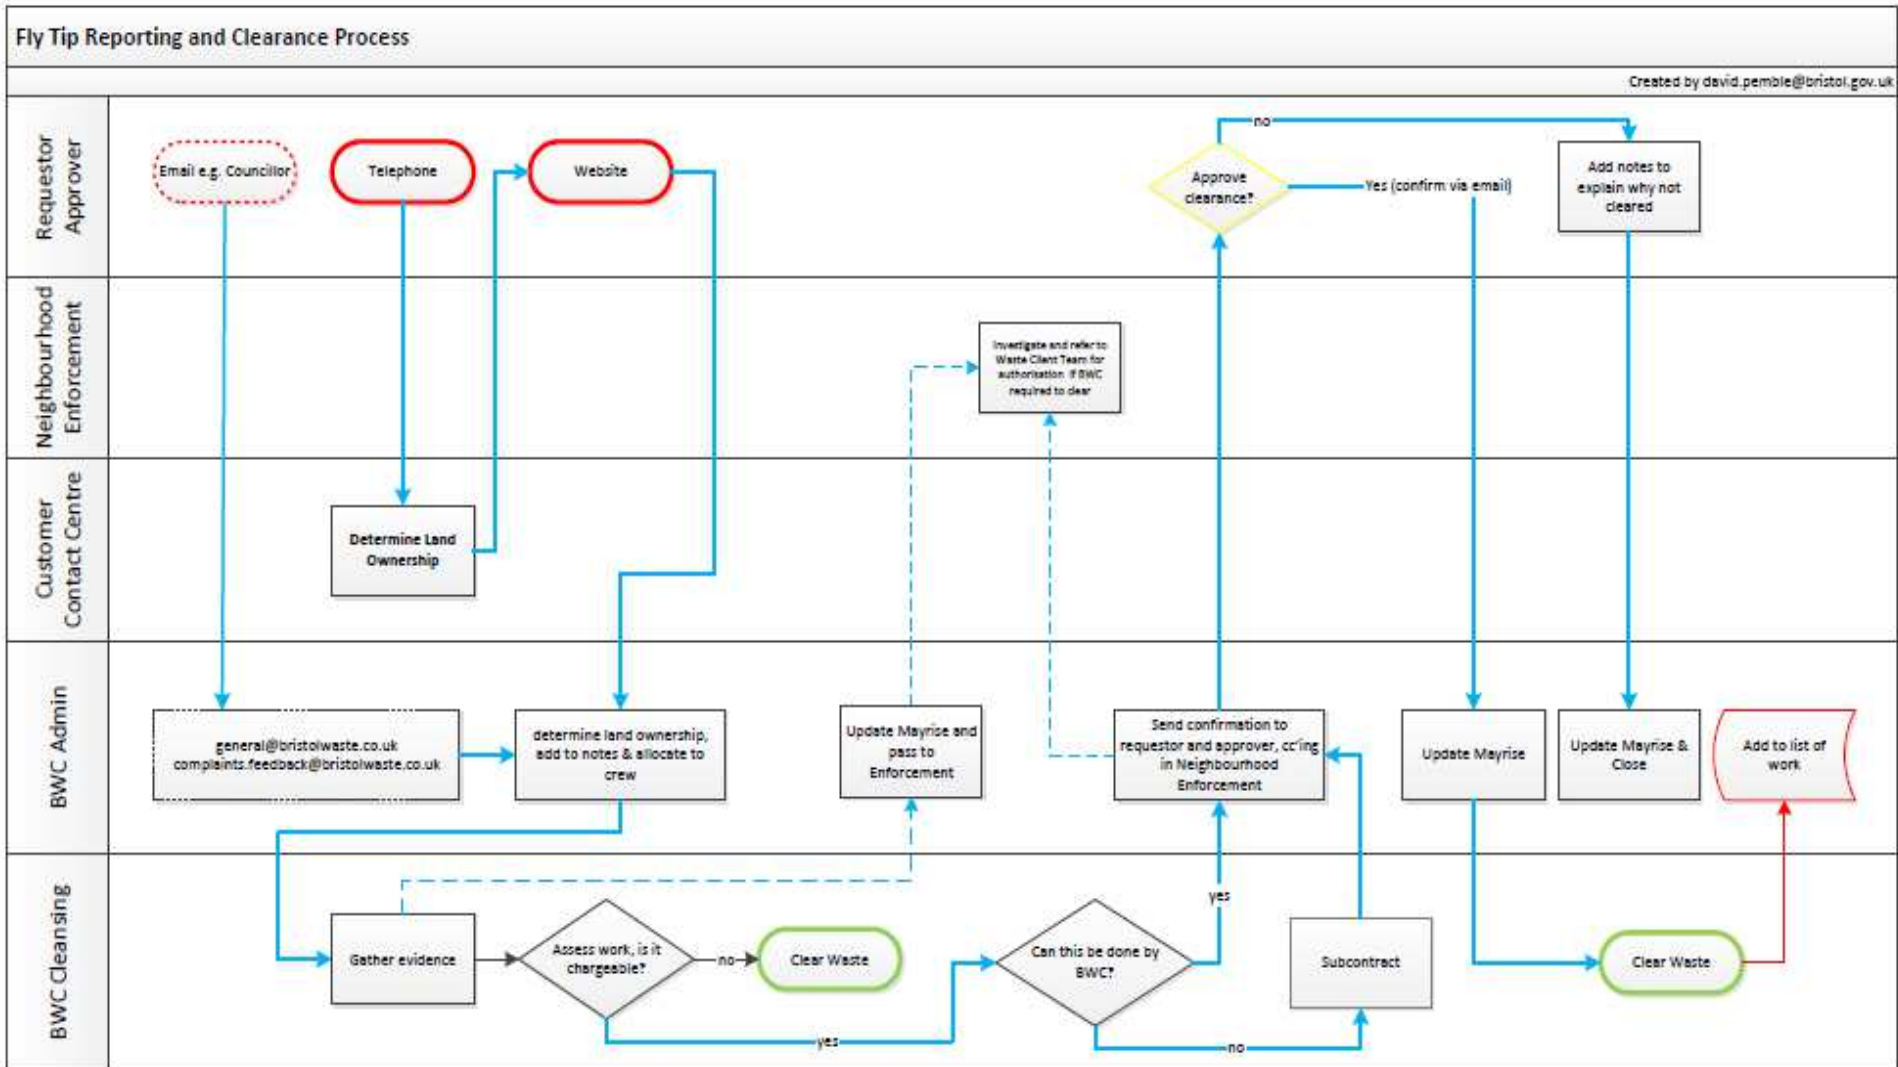 Fly Tip Reporting and Clearance Process
Created by david.pemble@bristol.gov.uk
Requestor
Approver
Email e.g. Councillor
Telephone
Website
Approve
clearance?
no
Yes (confirm via email)
Add notes to
explain why not
cleared
Neighbourhood
Enforcement
Investigate and refer to
Waste Client Team for
authorisation if BWC
required to clear
Customer
Contact Centre
Determine Land
Ownership
BWC Admin
general@bristolwaste.co.uk
complaints.feedback@bristolwaste.co.uk
determine land ownership,
add to notes & allocate to
crew
Update Mayrise and
pass to
Enforcement
Send confirmation to
requestor and approver, cc'ing
in Neighbourhood
Enforcement
Update Mayrise
Update Mayrise &
Close
Add to list of
work
BWC Cleansing
Gather evidence
Assess work, is it
chargeable?
no
Clear Waste
yes
Can this be done by
BWC?
yes
no
Subcontract
Clear Waste